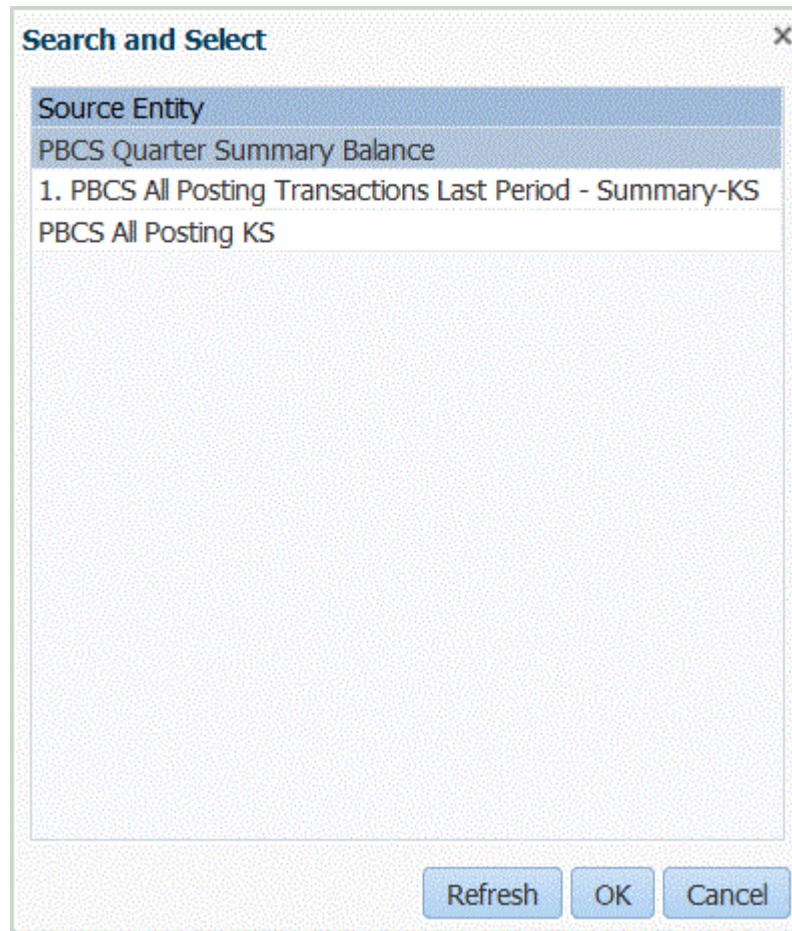 Search and Select
Source Entity
PBCS Quarter Summary Balance
1. PBCS All Posting Transactions Last Period - Summary-KS
PBCS All Posting KS
Refresh OK Cancel